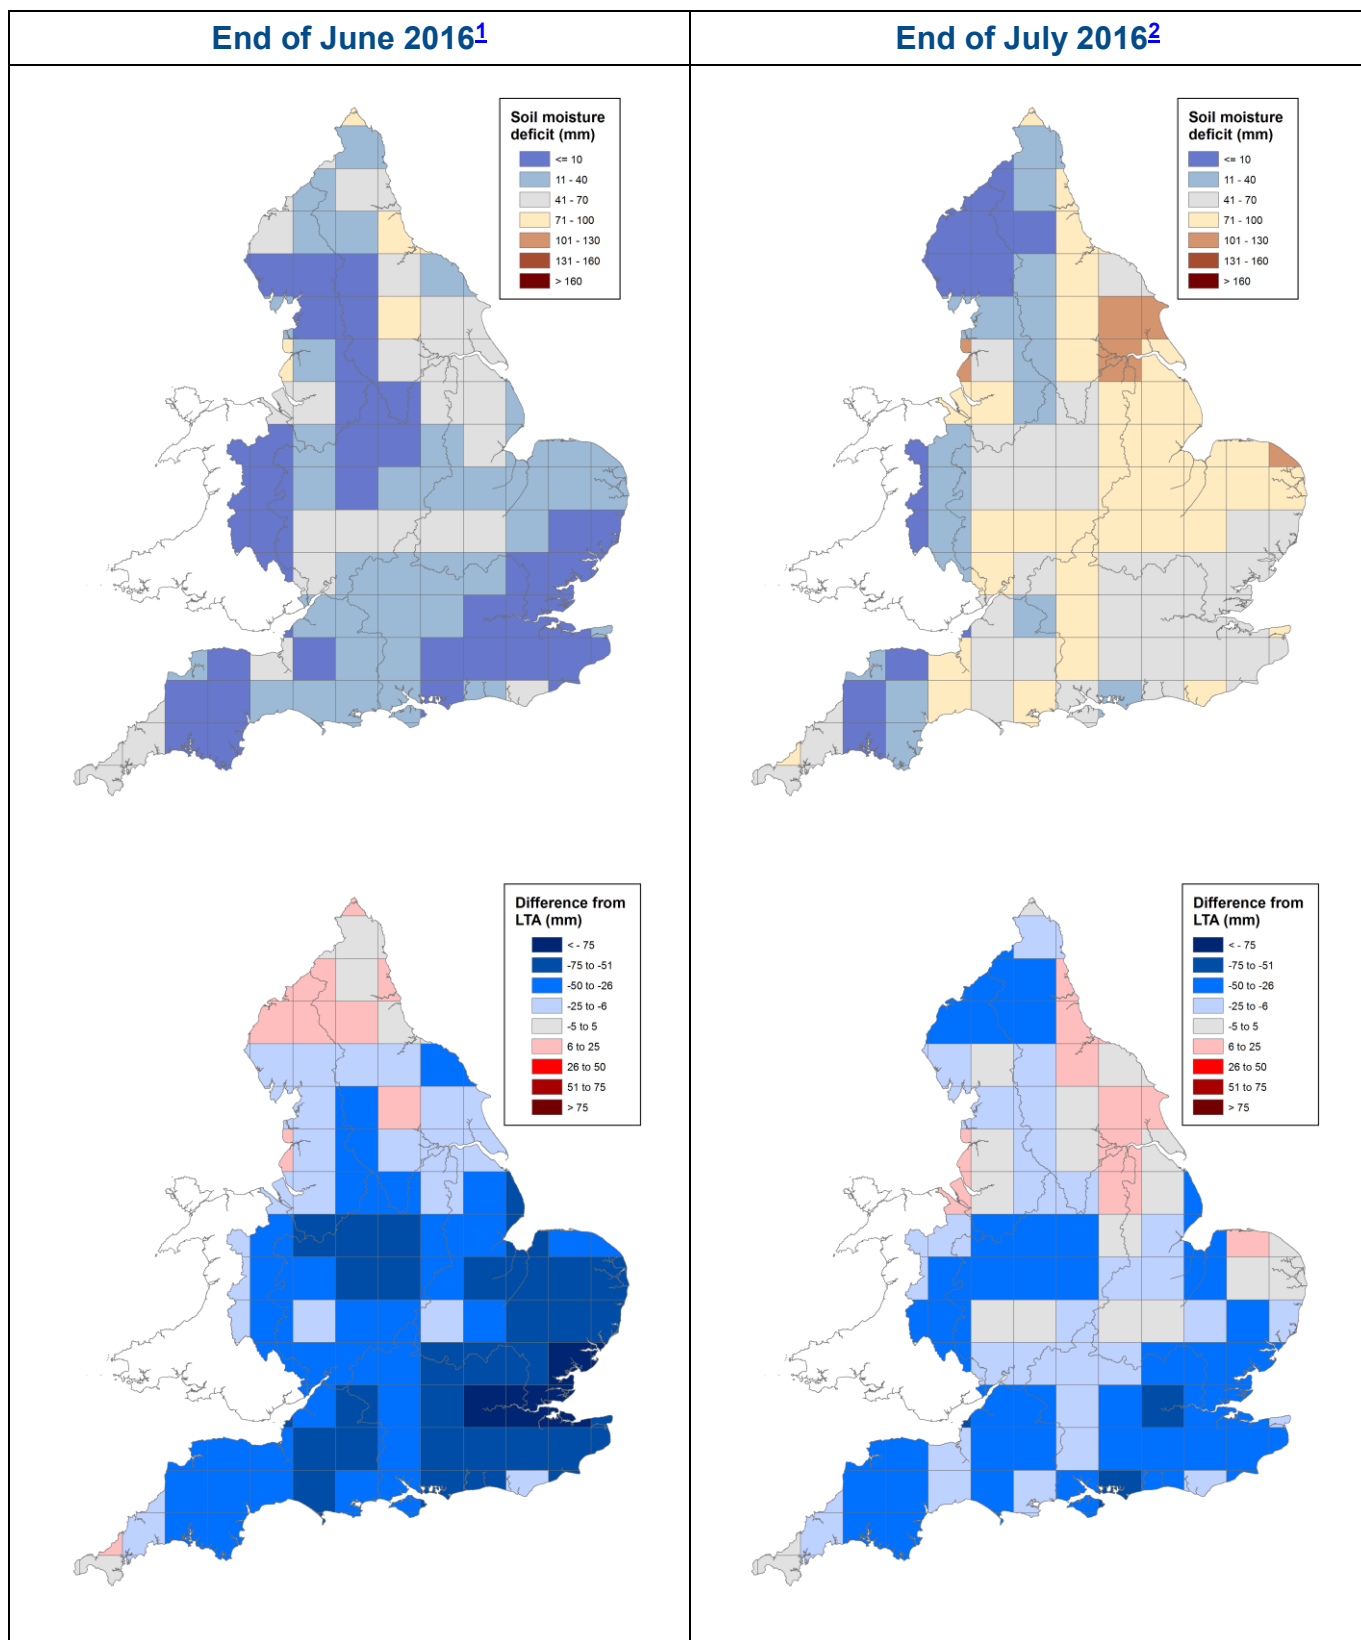 End of June 20161
End of July 20162
Soil moisture
deficit (mm)
<= 10
11 - 40
41 - 70
71 - 100
101 - 130
131 - 160
> 160
Soil moisture
deficit (mm)
<= 10
11 - 40
41 - 70
71 - 100
101 - 130
131 - 160
> 160
Difference from
LTA (mm)
< - 75
-75 to -51
-50 to -26
-25 to -6
-5 to 5
6 to 25
26 to 50
51 to 75
> 75
Difference from
LTA (mm)
< - 75
-75 to -51
-50 to -26
-25 to -6
-5 to 5
6 to 25
26 to 50
51 to 75
> 75